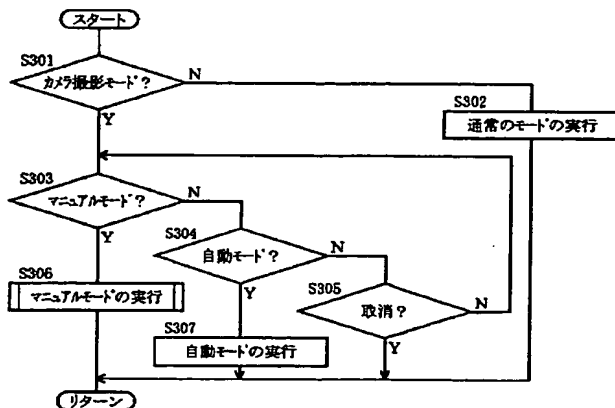 スタート
S301
カメラ撮影モード?
N
Y
S302
通常のモードの実行
S303
マニュアルモード?
N
Y
S304
自動モード?
N
Y
S305
取消?
N
Y
S306
マニュアルモードの実行
S307
自動モードの実行
リターン